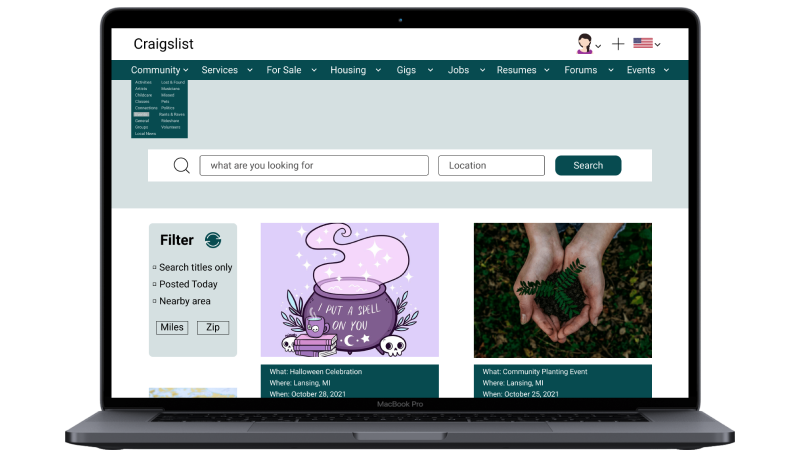 Craigslist
Community Services For Sale Housing Gigs Jobs Resumes Forums Events
Activities Lost & Found
Artists Musicians
Childcare Missed
Classes Pets
Connections Politics
Rants & Raves
General Rideshare
Groups Volunteers
Local News
what are you looking for Location Search
Filter
Search titles only
Posted Today
Nearby area
Miles Zip
I PUT A SPELL
ON YOU
What: Halloween Celebration
Where: Lansing, MI
When: October 28, 2021
What: Community Planting Event
Where: Lansing, MI
When: October 25, 2021
MacBook Pro